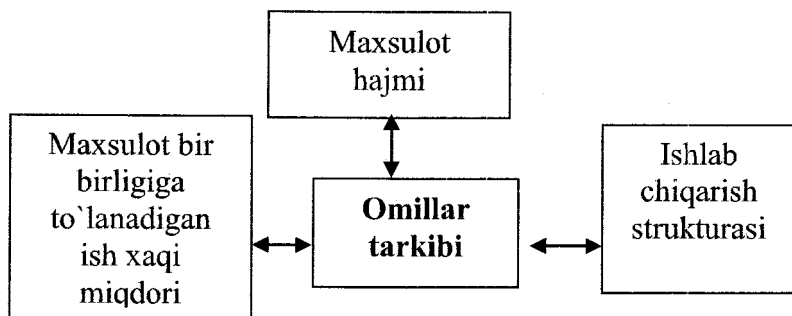 Maxsulot
hajmi
Maxsulot bir
birligiga
to`lanadigan
ish xaqi
miqdori
Omillar
tarkibi
Ishlab
chiqarish
strukturasi